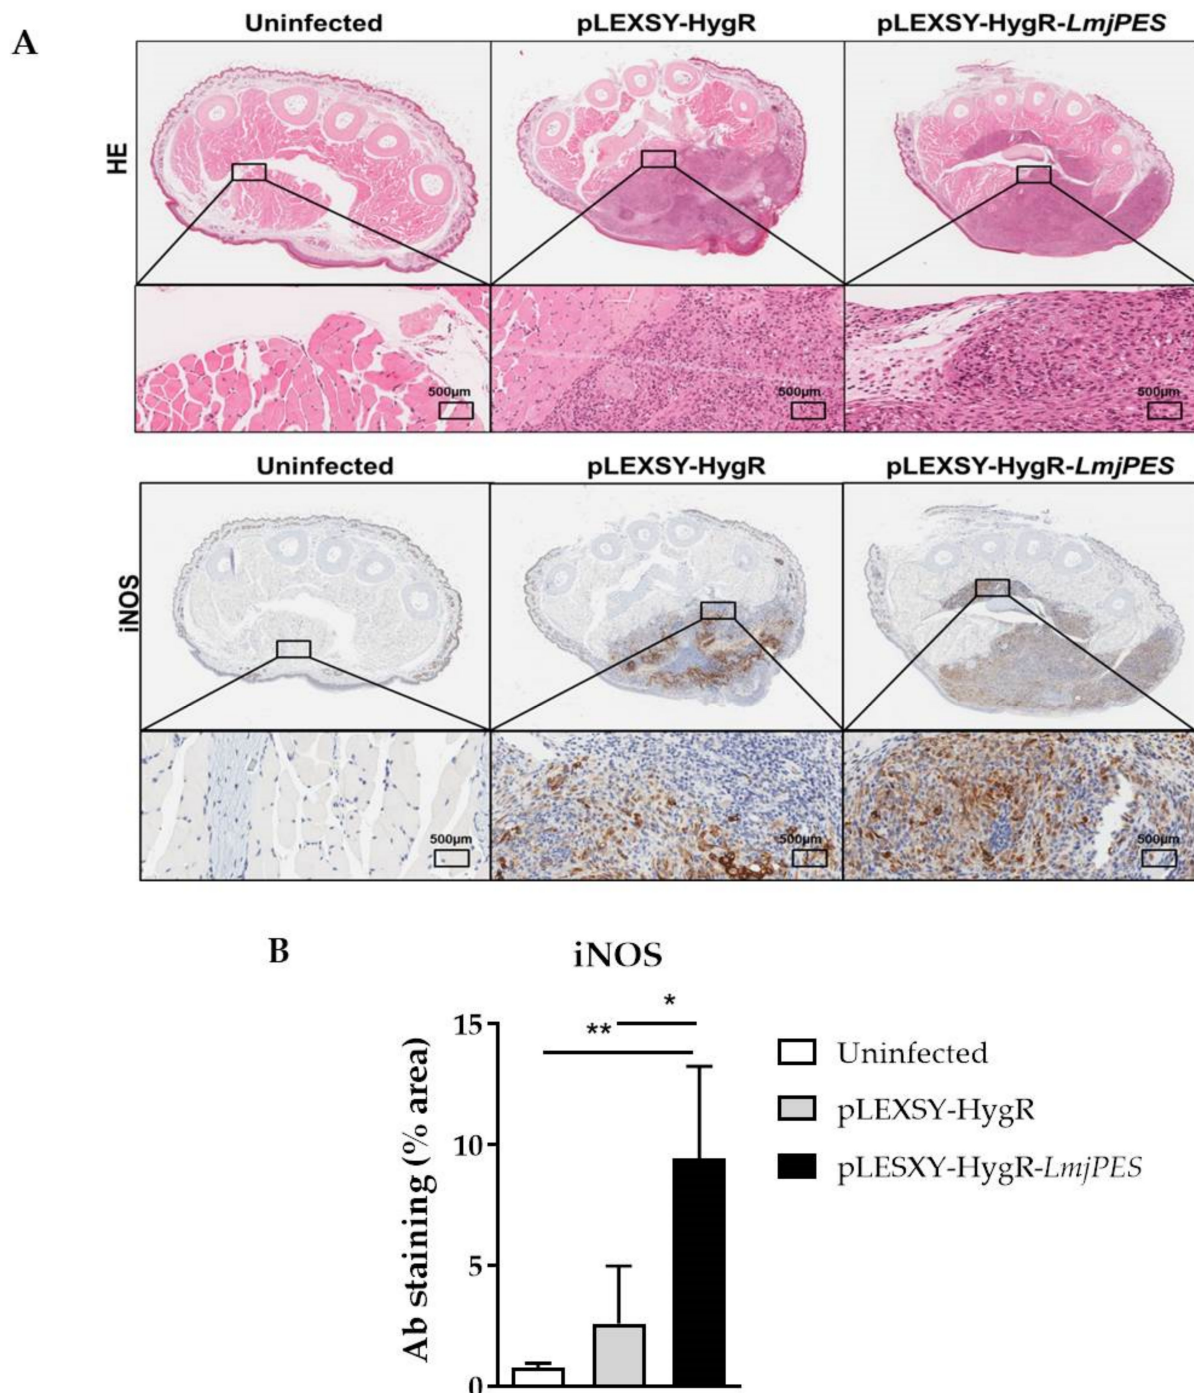 A
Uninfected pLEXSY-HygR pLEXSY-HygR-LmjPES
HE
500µm 500µm 500µm
Uninfected pLEXSY-HygR pLEXSY-HygR-LmjPES
iNOS
500µm 500µm 500µm
B
iNOS
Ab staining (% area)
* 
**
15
10
5
0
Uninfected
pLEXSY-HygR
pLESXY-HygR-LmjPES